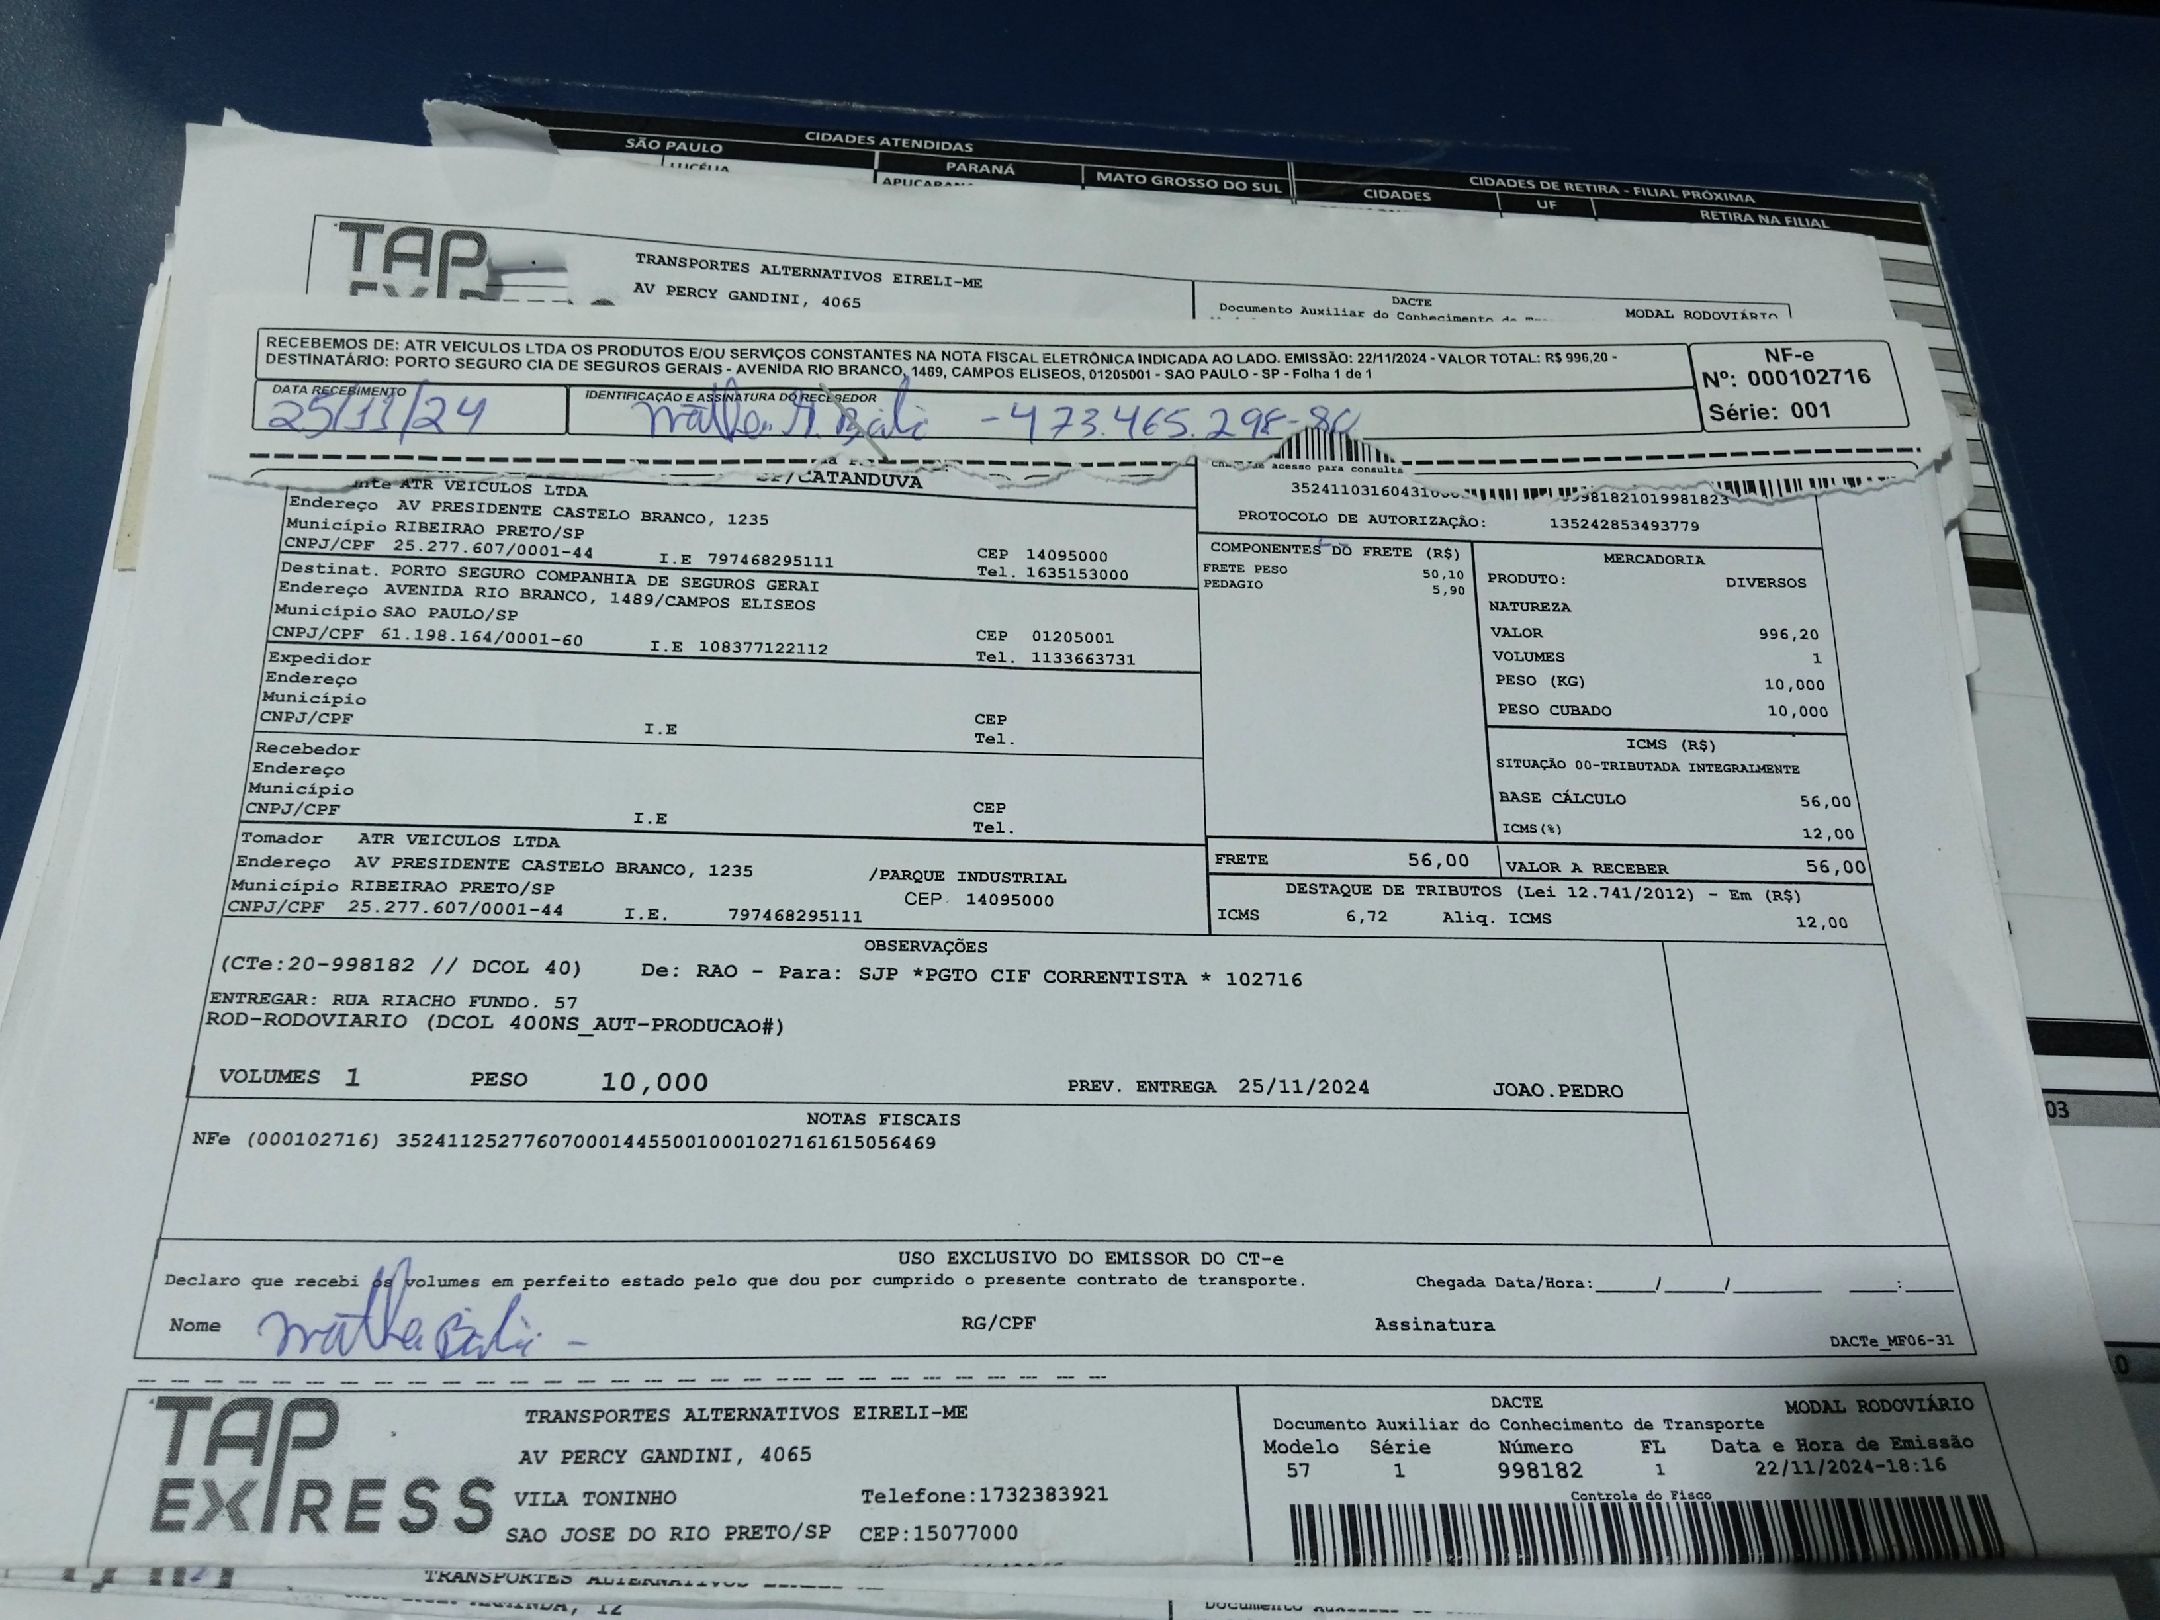 CIDADES ATENDIDAS
SÃO PAULO
PARANÁ
MATO GROSSO DO SUL
CIDADES DE RETIRA - FILIAL PRÓXIMA
CIDADES
UF
RETIRA NA FILIAL
LUCÉLIA
TAP
TRANSPORTES ALTERNATIVOS EIRELI-ME
AV PERCY GANDINI, 4065
DACTE
Documento Auxiliar do Conhecimento de
MODAL RODOVIÁRIO
RECEBEMOS DE: ATR VEICULOS LTDA OS PRODUTOS E/OU SERVIÇOS CONSTANTES NA NOTA FISCAL ELETRÔNICA INDICADA AO LADO. EMISSÃO: 22/11/2024 - VALOR TOTAL: R$ 996,20 -
DESTINATÁRIO: PORTO SEGURO CIA DE SEGUROS GERAIS - AVENIDA RIO BRANCO, 1489, CAMPOS ELISEOS, 01205001 - SAO PAULO - SP - Folha 1 de 1
NF-e
Nº: 000102716
Série: 001
DATA RECEBIMENTO
25/11/24
IDENTIFICAÇÃO E ASSINATURA DO RECEBEDOR
-473.465.298-80
SP/CATANDUVA
acesso para consulta
PROTOCOLO DE AUTORIZAÇÃO: 135242853493779
ATR VEICULOS LTDA
Endereço AV PRESIDENTE CASTELO BRANCO, 1235
Município RIBEIRAO PRETO/SP
CNPJ/CPF 25.277.607/0001-44 I.E 797468295111
CEP 14095000
Tel. 1635153000
Destinat. PORTO SEGURO COMPANHIA DE SEGUROS GERAI
Endereço AVENIDA RIO BRANCO, 1489/CAMPOS ELISEOS
Município SAO PAULO/SP
CNPJ/CPF 61.198.164/0001-60 I.E 108377122112
CEP 01205001
Tel. 1133663731
Expedidor
Endereço
Município
CNPJ/CPF I.E
CEP
Tel.
Recebedor
Endereço
Município
CNPJ/CPF I.E
CEP
Tel.
Tomador ATR VEICULOS LTDA
Endereço AV PRESIDENTE CASTELO BRANCO, 1235 /PARQUE INDUSTRIAL
Município RIBEIRAO PRETO/SP CEP 14095000
CNPJ/CPF 25.277.607/0001-44 I.E. 797468295111
COMPONENTES DO FRETE (R$)
FRETE PESO 50,10
PEDAGIO 5,90
MERCADORIA
PRODUTO: DIVERSOS
NATUREZA
VALOR 996,20
VOLUMES 1
PESO (KG) 10,000
PESO CUBADO 10,000
ICMS (R$)
SITUAÇÃO 00-TRIBUTADA INTEGRALMENTE
BASE CÁLCULO 56,00
ICMS(%) 12,00
FRETE 56,00
VALOR A RECEBER 56,00
DESTAQUE DE TRIBUTOS (Lei 12.741/2012) - Em (R$)
ICMS 6,72 Aliq. ICMS 12,00
OBSERVAÇÕES
(CTe:20-998182 // DCOL 40) De: RAO - Para: SJP *PGTO CIF CORRENTISTA * 102716
ENTREGAR: RUA RIACHO FUNDO. 57
ROD-RODOVIARIO (DCOL 400NS_AUT-PRODUCAO#)
VOLUMES 1 PESO 10,000 PREV. ENTREGA 25/11/2024 JOAO.PEDRO
NOTAS FISCAIS
NFe (000102716) 35241125277607000144550010001027161615056469
USO EXCLUSIVO DO EMISSOR DO CT-e
Declaro que recebi os volumes em perfeito estado pelo que dou por cumprido o presente contrato de transporte.
Chegada Data/Hora:____/____/______ ___:___
Nome
RG/CPF
Assinatura
DACTe_MF06-31
TAP EXPRESS
TRANSPORTES ALTERNATIVOS EIRELI-ME
AV PERCY GANDINI, 4065
VILA TONINHO Telefone:1732383921
SAO JOSE DO RIO PRETO/SP CEP:15077000
DACTE
MODAL RODOVIÁRIO
Documento Auxiliar do Conhecimento de Transporte
Modelo Série Número FL Data e Hora de Emissão
57 1 998182 1 22/11/2024-18:16
Controle do Fisco
TRANSPORTES
03